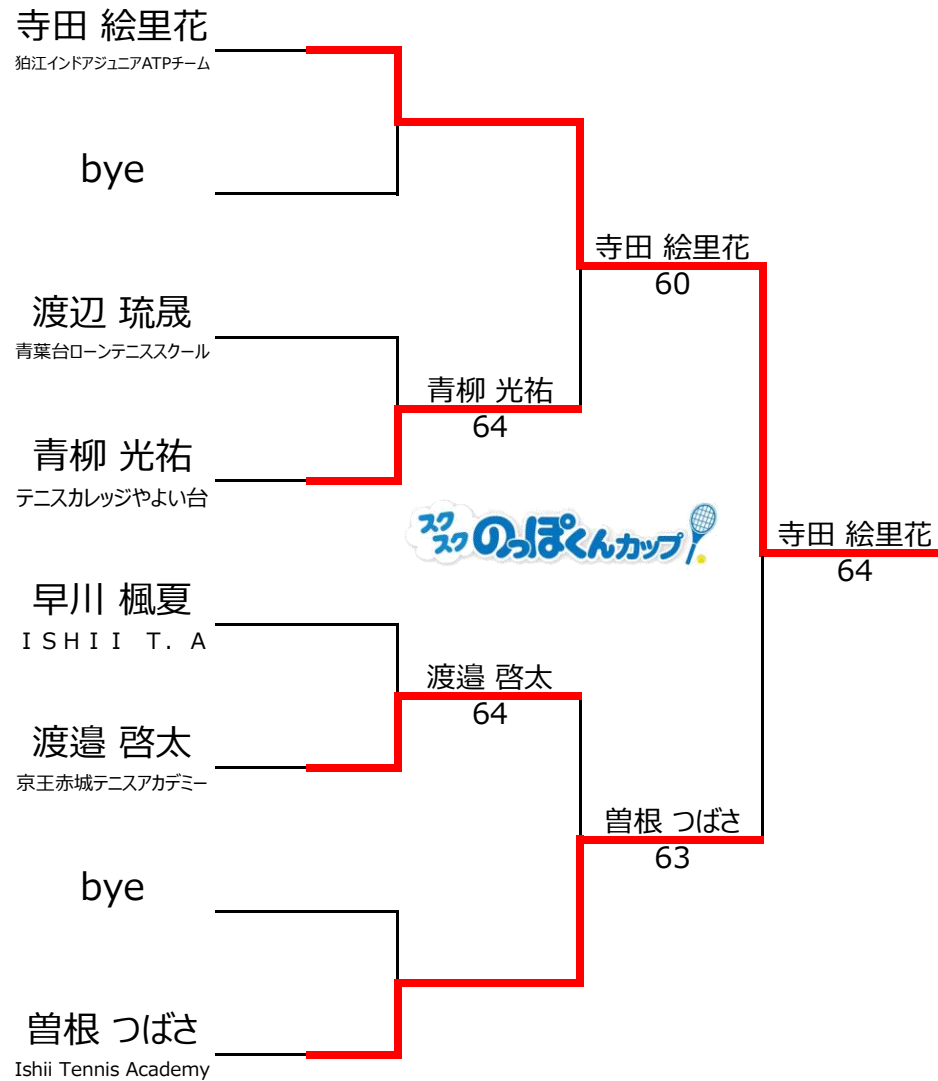 寺田 絵里花
狛江インドアジュニアATPチーム
bye
寺田 絵里花
60
渡辺 琉晟
青葉台ローンテニススクール
青柳 光祐
64
青柳 光祐
テニスカレッジやよい台
スクスク のっぽくんカップ
寺田 絵里花
64
早川 楓夏
ＩＳＨＩＩ　Ｔ．Ａ
渡邉 啓太
64
渡邉 啓太
京王赤城テニスアカデミー
曽根 つばさ
63
bye
曽根 つばさ
Ishii Tennis Academy